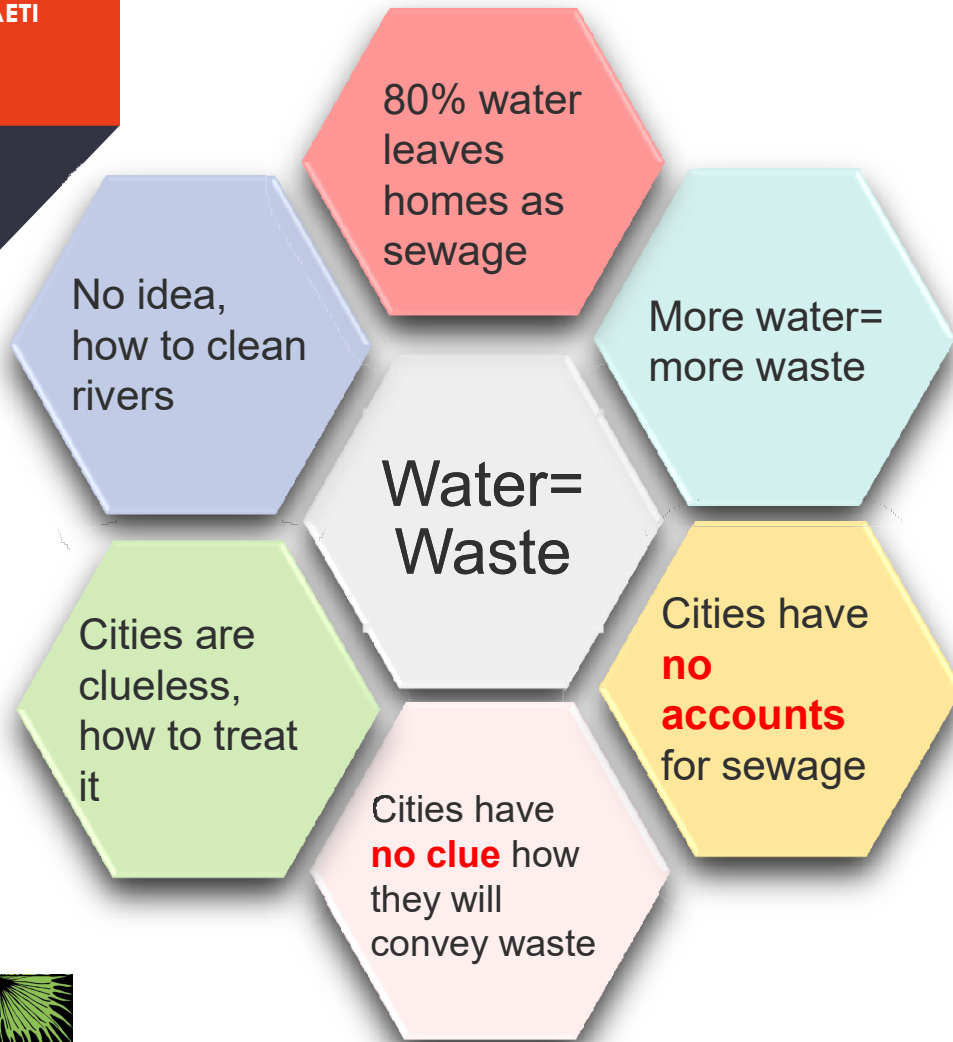 80% water
leaves
homes as
sewage
More water=
more waste
Cities have
no
accounts
for sewage
Cities have
no clue how
they will
convey waste
Cities are
clueless,
how to treat
it
No idea,
how to clean
rivers
Water=
Waste